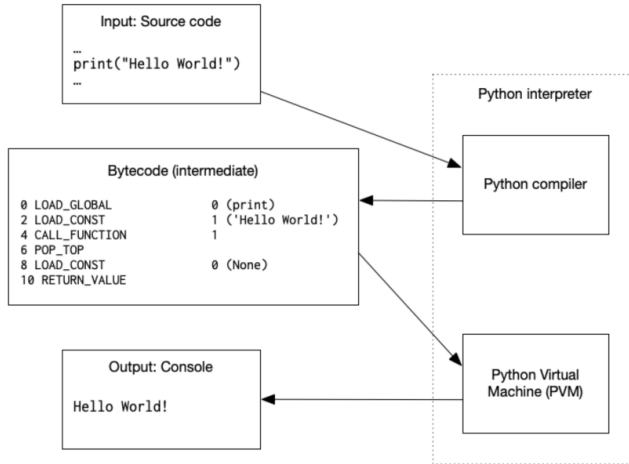 Input: Source code
…
print("Hello World!")
…
Python interpreter
Python compiler
Bytecode (intermediate)
0 LOAD_GLOBAL 0 (print)
2 LOAD_CONST 1 ('Hello World!')
4 CALL_FUNCTION 1
6 POP_TOP
8 LOAD_CONST 0 (None)
10 RETURN_VALUE
Python Virtual
Machine (PVM)
Output: Console
Hello World!